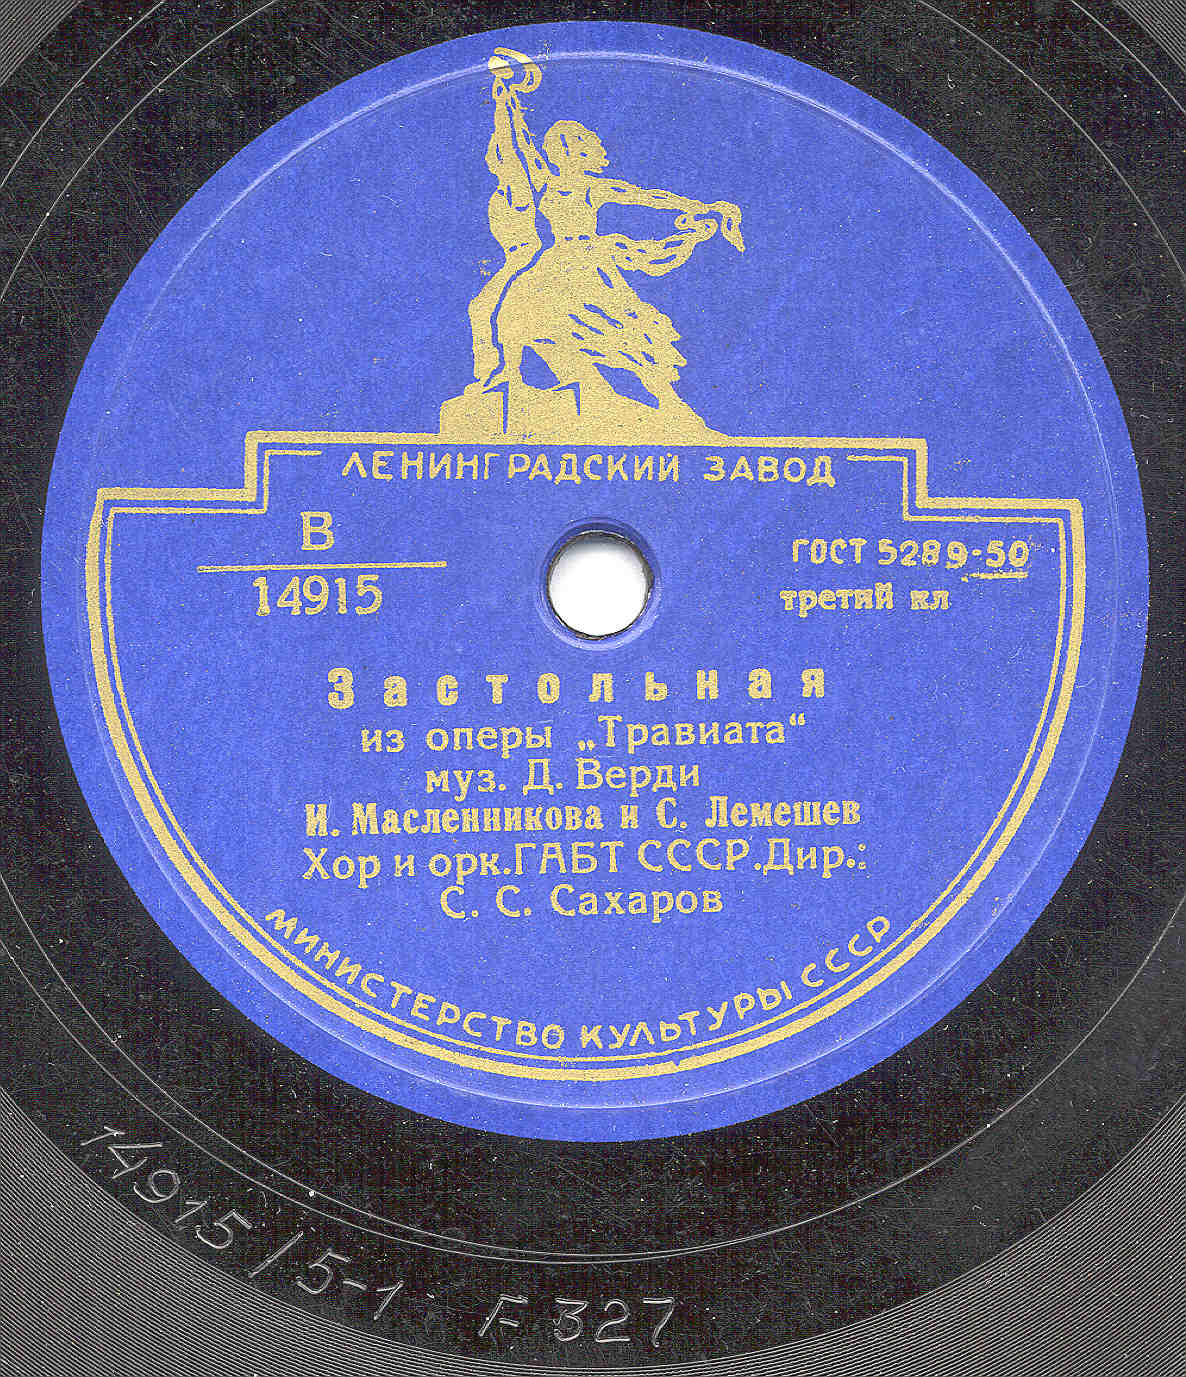 ЛЕНИНГРАДСКИЙ ЗАВОД
В
14915
ГОСТ 5289-50
третий кл
Застольная
из оперы „Травиата“
муз. Д. Верди
И. Масленникова и С. Лемешев
Хор и орк.ГАБТ СССР.Дир.:
С. С. Сахаров
МИНИСТЕРСТВО КУЛЬТУРЫ СССР
14915/5-1 F 327